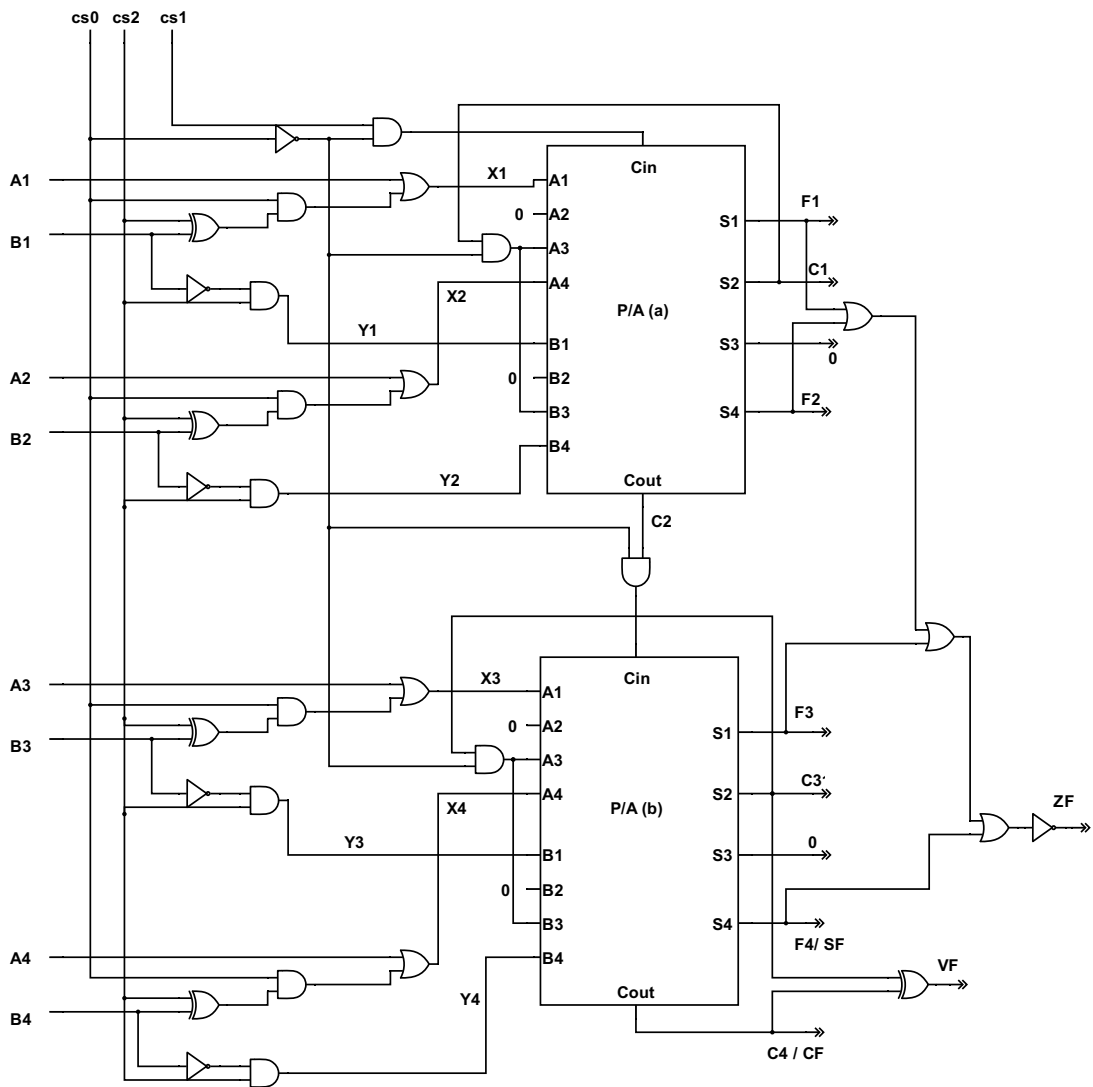 cs0 cs2 cs1
A1
B1
A2
B2
A3
B3
A4
B4
X1
X2
Y1
Y2
0
0
Cin
A1
A2
A3
A4
B1
B2
B3
B4
P/A (a)
S1
S2
S3
S4
Cout
F1
C1
0
F2
C2
X3
X4
Y3
Y4
0
0
Cin
A1
A2
A3
A4
B1
B2
B3
B4
P/A (b)
S1
S2
S3
S4
Cout
F3
C3'
0
F4/ SF
C4 / CF
ZF
VF